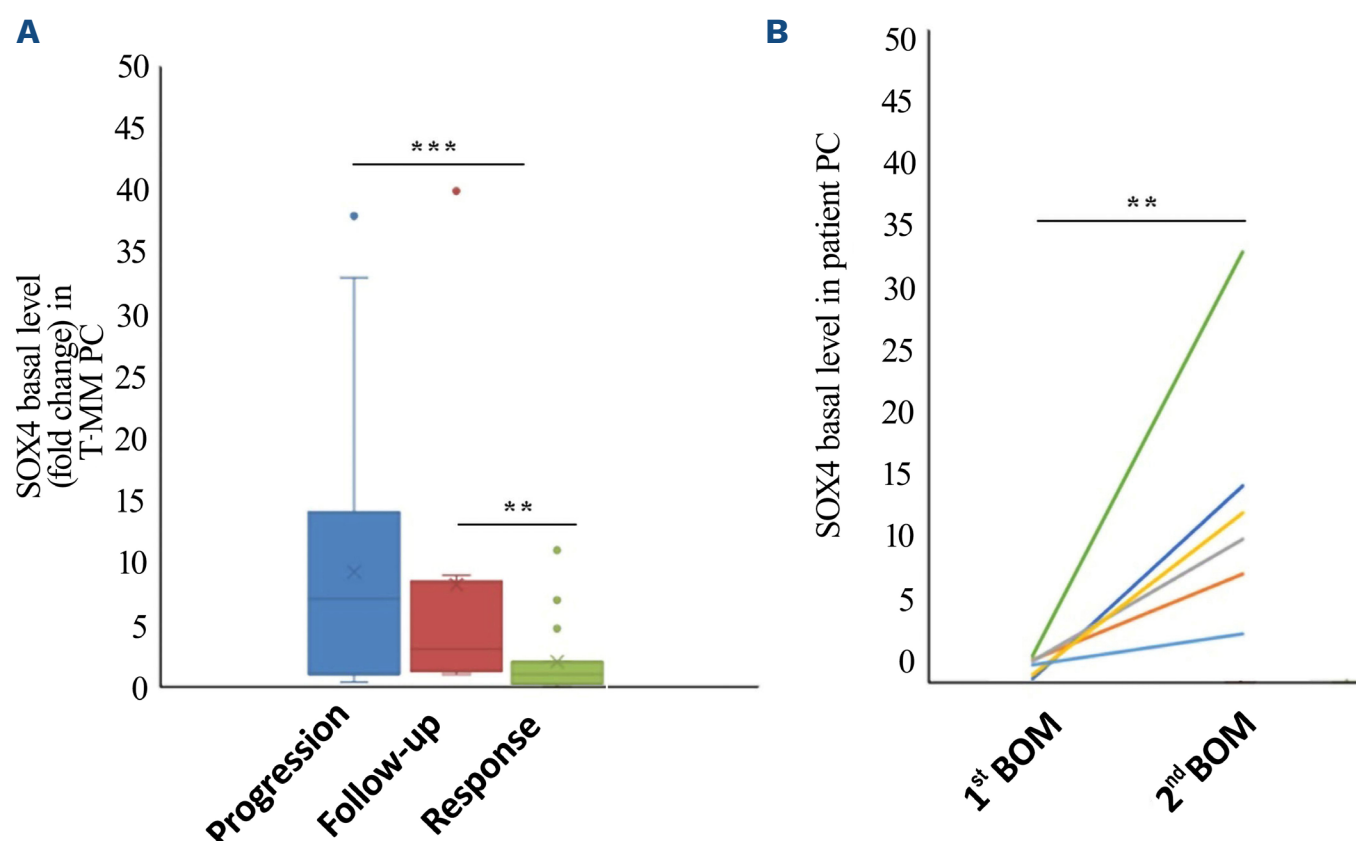 A
50
45
40
35
30
25
20
15
10
5
0
SOX4 basal level
(fold change) in
T-MM PC
***
**
Progression
Follow-up
Response
B
50
45
40
35
30
25
20
15
10
5
0
SOX4 basal level in patient PC
**
1st BOM
2nd BOM